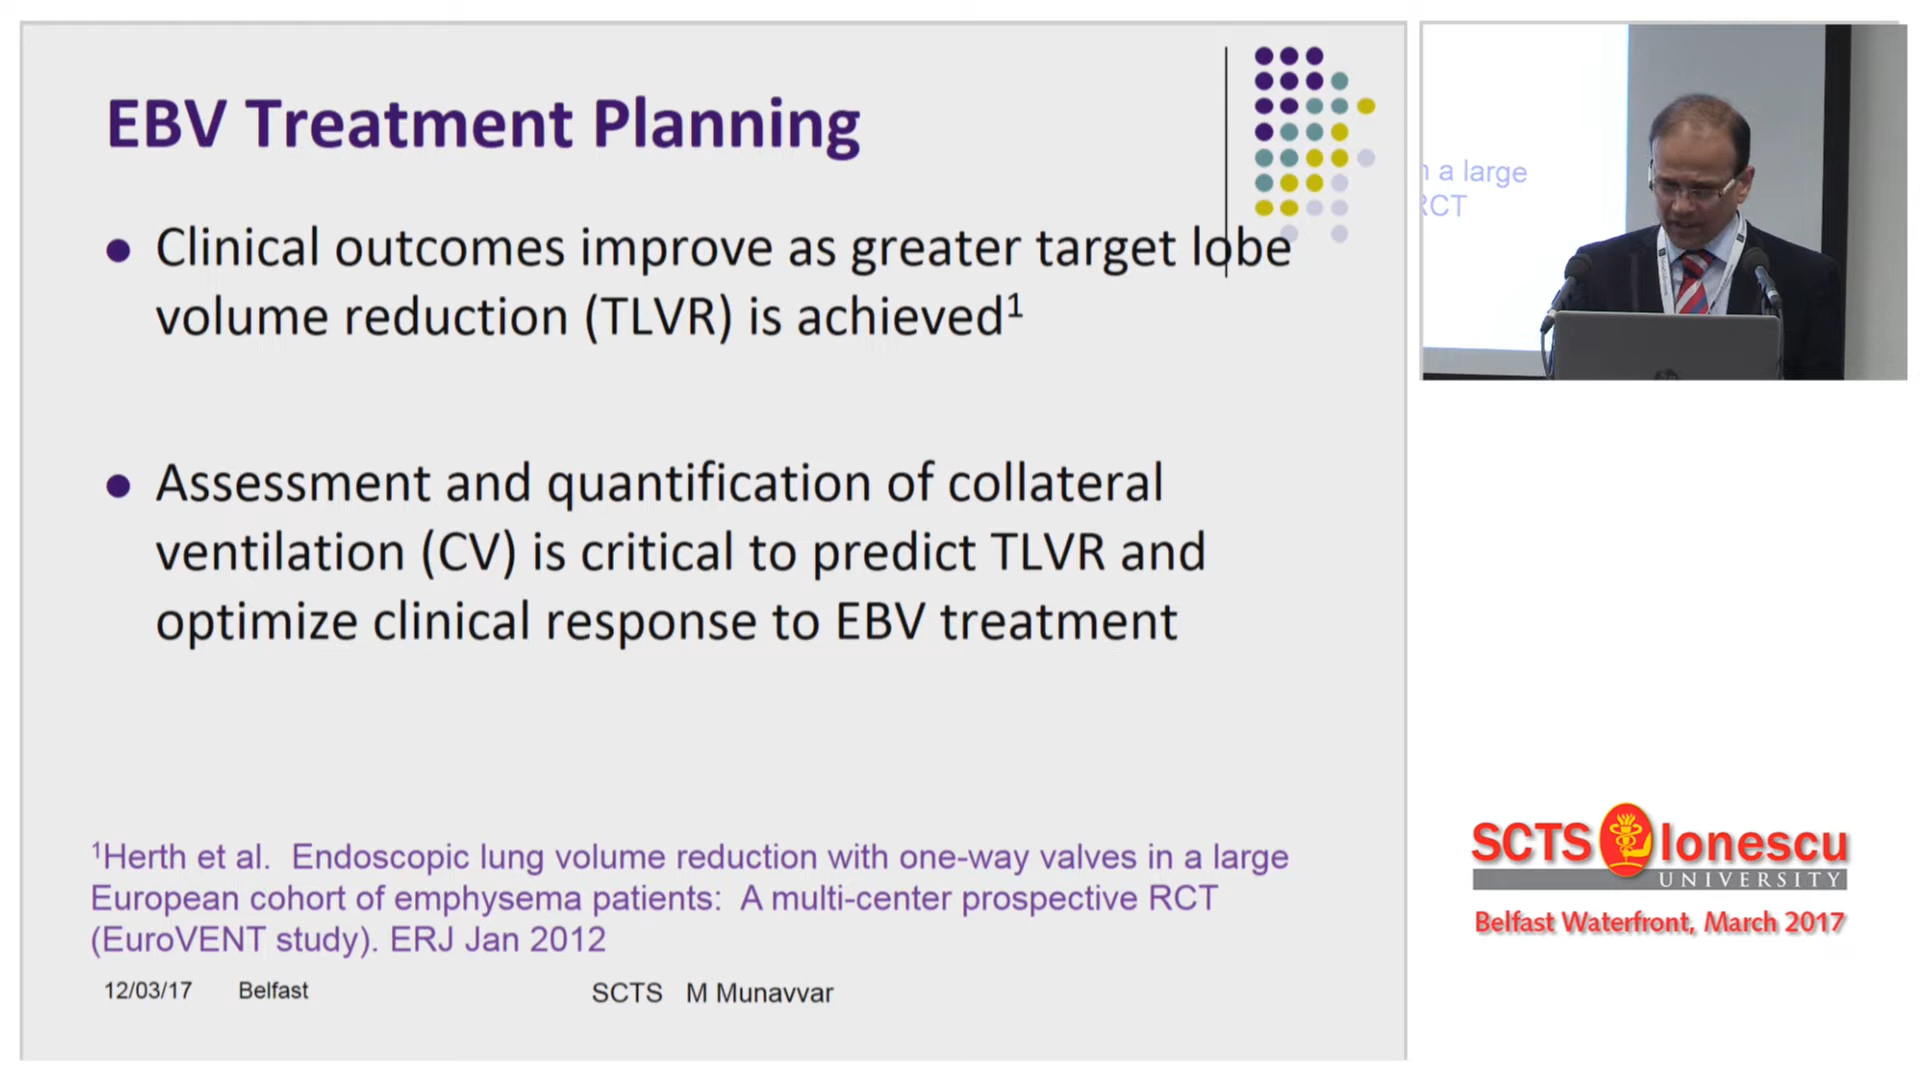 EBV Treatment Planning
Clinical outcomes improve as greater target lobe
volume reduction (TLVR) is achieved¹
Assessment and quantification of collateral
ventilation (CV) is critical to predict TLVR and
optimize clinical response to EBV treatment
¹Herth et al.  Endoscopic lung volume reduction with one-way valves in a large
European cohort of emphysema patients:  A multi-center prospective RCT
(EuroVENT study). ERJ Jan 2012
12/03/17 Belfast SCTS M Munavvar
a large
RCT
SCTS Ionescu
UNIVERSITY
Belfast Waterfront, March 2017